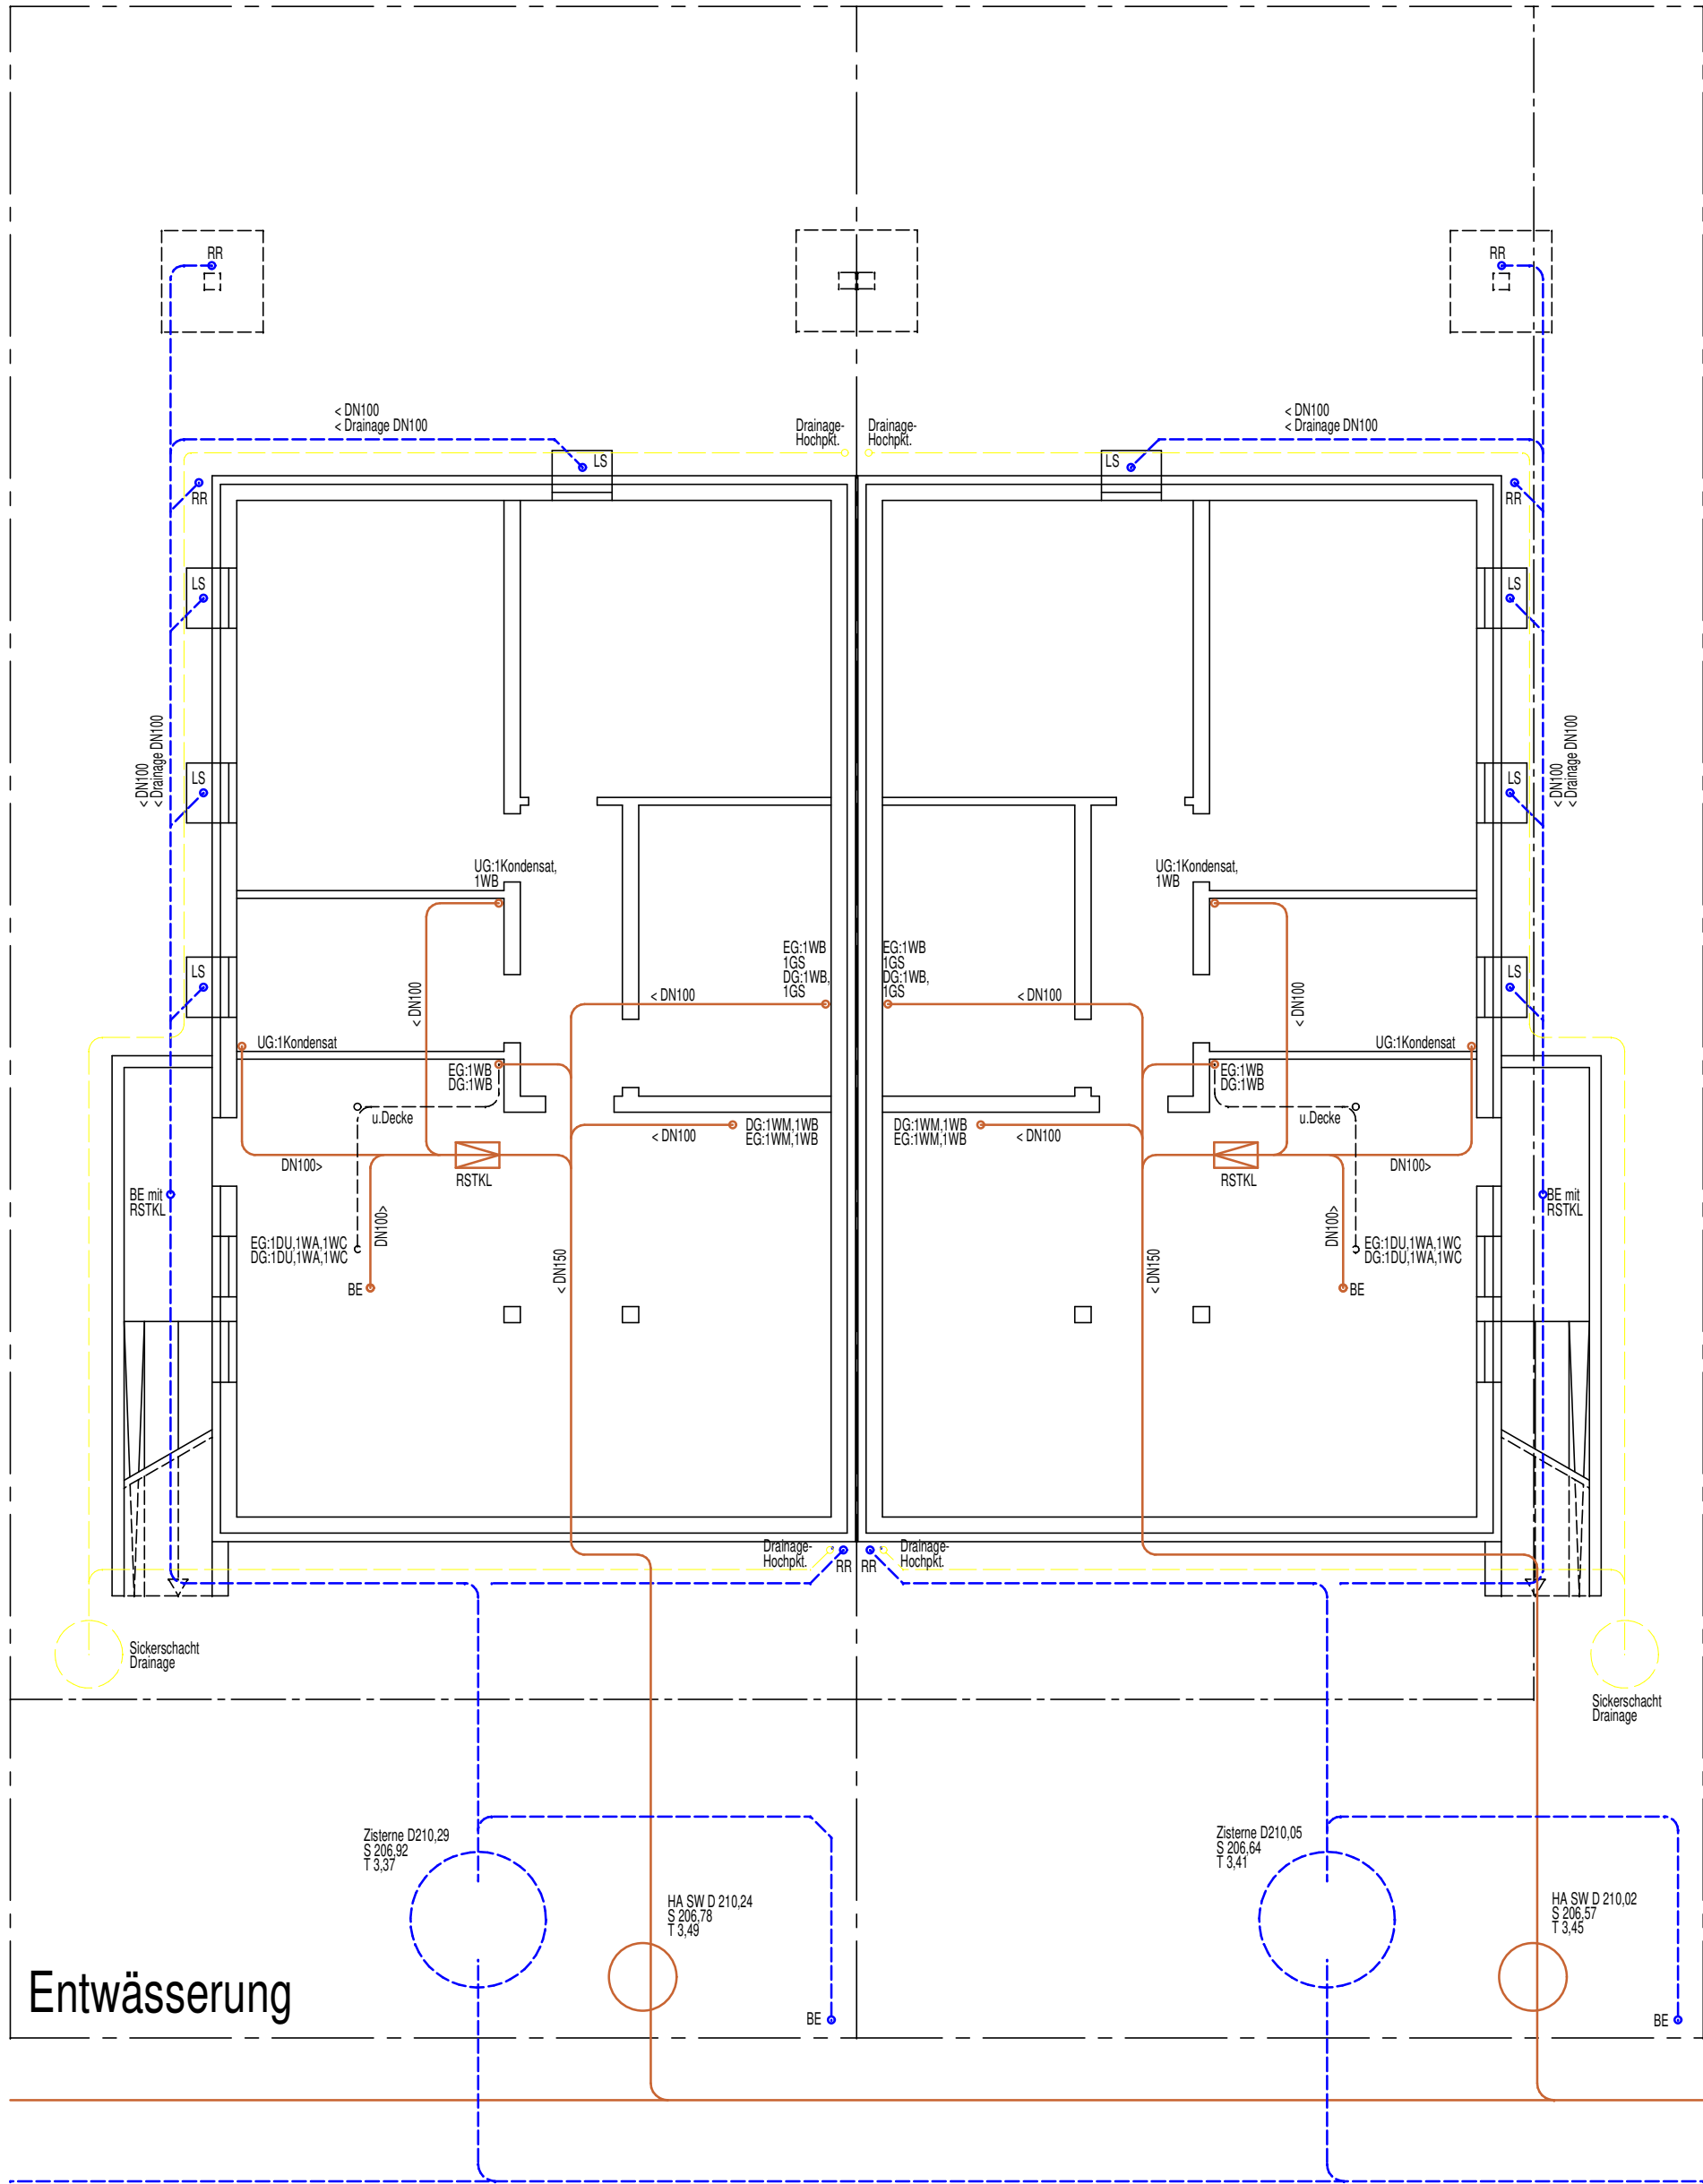 RR
RR
< DN100
< Drainage DN100
Drainage-
Hochpkt.
Drainage-
Hochpkt.
< DN100
< Drainage DN100
LS
LS
RR
RR
LS
LS
< DN100
< Drainage DN100
< DN100
< Drainage DN100
LS
LS
UG:1Kondensat,
1WB
UG:1Kondensat,
1WB
EG:1WB
1GS
DG:1WB,
1GS
EG:1WB
1GS
DG:1WB,
1GS
LS
LS
< DN100
< DN100
< DN100
< DN100
UG:1Kondensat
UG:1Kondensat
EG:1WB
DG:1WB
EG:1WB
DG:1WB
u.Decke
u.Decke
DG:1WM,1WB
EG:1WM,1WB
DG:1WM,1WB
EG:1WM,1WB
< DN100
< DN100
DN100>
DN100>
RSTKL
RSTKL
BE mit
RSTKL
BE mit
RSTKL
DN100>
DN100>
EG:1DU,1WA,1WC
DG:1DU,1WA,1WC
EG:1DU,1WA,1WC
DG:1DU,1WA,1WC
< DN150
< DN150
BE
BE
Drainage-
Hochpkt.
RR
RR
Drainage-
Hochpkt.
Sickerschacht
Drainage
Sickerschacht
Drainage
Zisterne D210,29
S 206,92
T 3,37
Zisterne D210,05
S 206,64
T 3,41
HA SW D 210,24
S 206,78
T 3,49
HA SW D 210,02
S 206,57
T 3,45
Entwässerung
BE
BE